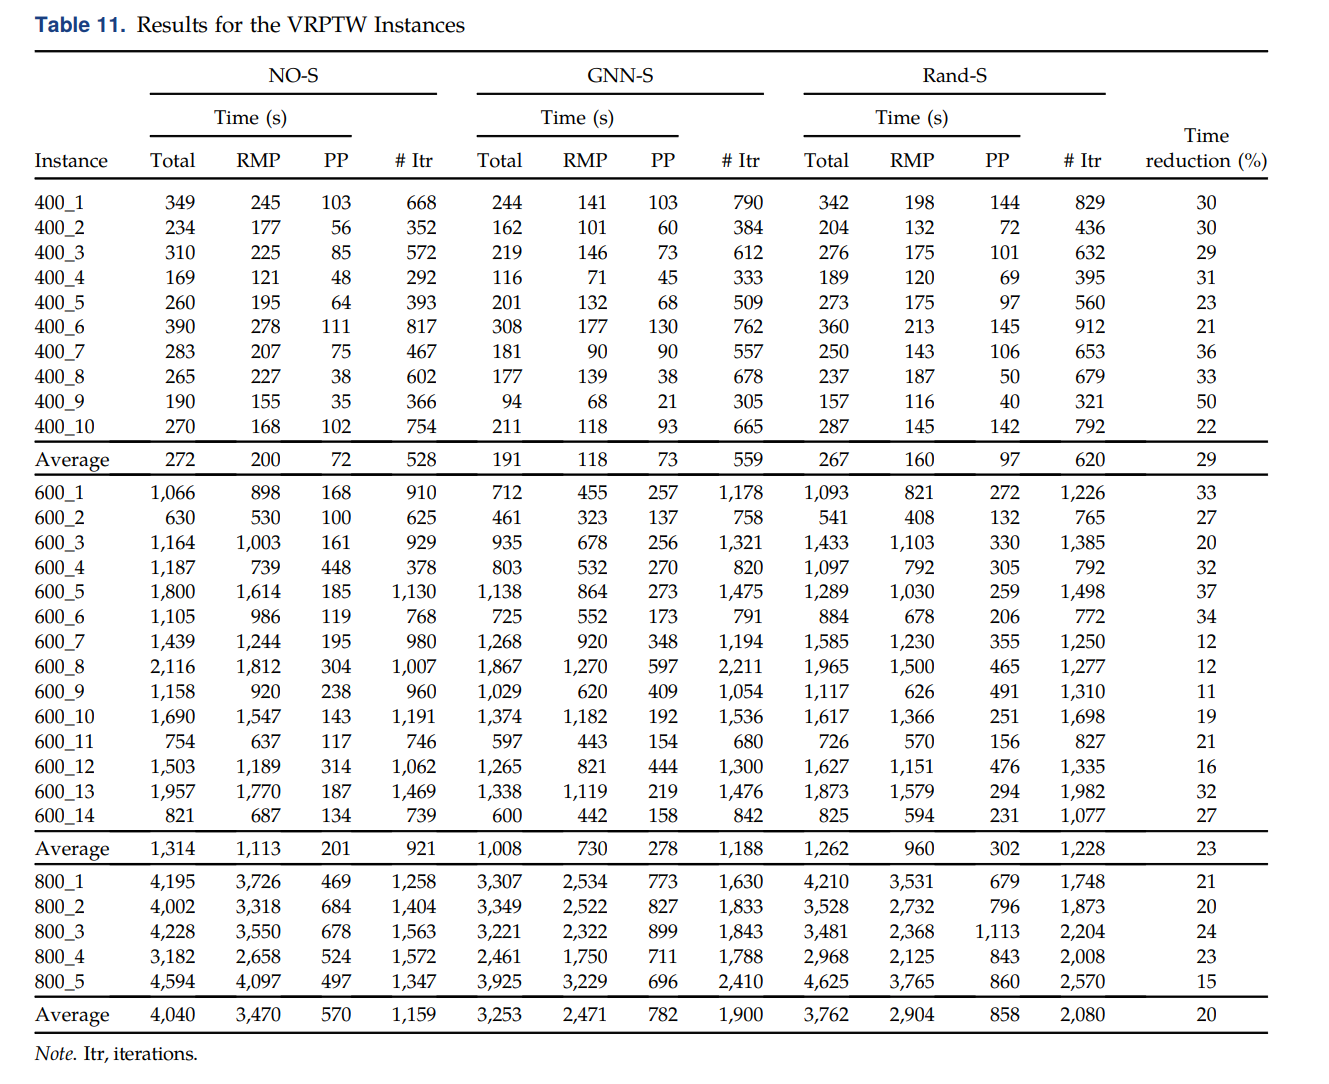 Table 11. Results for the VRPTW Instances
NO-S GNN-S Rand-S
Time (s) Time (s) Time (s) Time
Instance Total RMP PP # Itr Total RMP PP # Itr Total RMP PP # Itr reduction (%)
400_1 349 245 103 668 244 141 103 790 342 198 144 829 30
400_2 234 177 56 352 162 101 60 384 204 132 72 436 30
400_3 310 225 85 572 219 146 73 612 276 175 101 632 29
400_4 169 121 48 292 116 71 45 333 189 120 69 395 31
400_5 260 195 64 393 201 132 68 509 273 175 97 560 23
400_6 390 278 111 817 308 177 130 762 360 213 145 912 21
400_7 283 207 75 467 181 90 90 557 250 143 106 653 36
400_8 265 227 38 602 177 139 38 678 237 187 50 679 33
400_9 190 155 35 366 94 68 21 305 157 116 40 321 50
400_10 270 168 102 754 211 118 93 665 287 145 142 792 22
Average 272 200 72 528 191 118 73 559 267 160 97 620 29
600_1 1,066 898 168 910 712 455 257 1,178 1,093 821 272 1,226 33
600_2 630 530 100 625 461 323 137 758 541 408 132 765 27
600_3 1,164 1,003 161 929 935 678 256 1,321 1,433 1,103 330 1,385 20
600_4 1,187 739 448 378 803 532 270 820 1,097 792 305 792 32
600_5 1,800 1,614 185 1,130 1,138 864 273 1,475 1,289 1,030 259 1,498 37
600_6 1,105 986 119 768 725 552 173 791 884 678 206 772 34
600_7 1,439 1,244 195 980 1,268 920 348 1,194 1,585 1,230 355 1,250 12
600_8 2,116 1,812 304 1,007 1,867 1,270 597 2,211 1,965 1,500 465 1,277 12
600_9 1,158 920 238 960 1,029 620 409 1,054 1,117 626 491 1,310 11
600_10 1,690 1,547 143 1,191 1,374 1,182 192 1,536 1,617 1,366 251 1,698 19
600_11 754 637 117 746 597 443 154 680 726 570 156 827 21
600_12 1,503 1,189 314 1,062 1,265 821 444 1,300 1,627 1,151 476 1,335 16
600_13 1,957 1,770 187 1,469 1,338 1,119 219 1,476 1,873 1,579 294 1,982 32
600_14 821 687 134 739 600 442 158 842 825 594 231 1,077 27
Average 1,314 1,113 201 921 1,008 730 278 1,188 1,262 960 302 1,228 23
800_1 4,195 3,726 469 1,258 3,307 2,534 773 1,630 4,210 3,531 679 1,748 21
800_2 4,002 3,318 684 1,404 3,349 2,522 827 1,833 3,528 2,732 796 1,873 20
800_3 4,228 3,550 678 1,563 3,221 2,322 899 1,843 3,481 2,368 1,113 2,204 24
800_4 3,182 2,658 524 1,572 2,461 1,750 711 1,788 2,968 2,125 843 2,008 23
800_5 4,594 4,097 497 1,347 3,925 3,229 696 2,410 4,625 3,765 860 2,570 15
Average 4,040 3,470 570 1,159 3,253 2,471 782 1,900 3,762 2,904 858 2,080 20
Note. Itr, iterations.